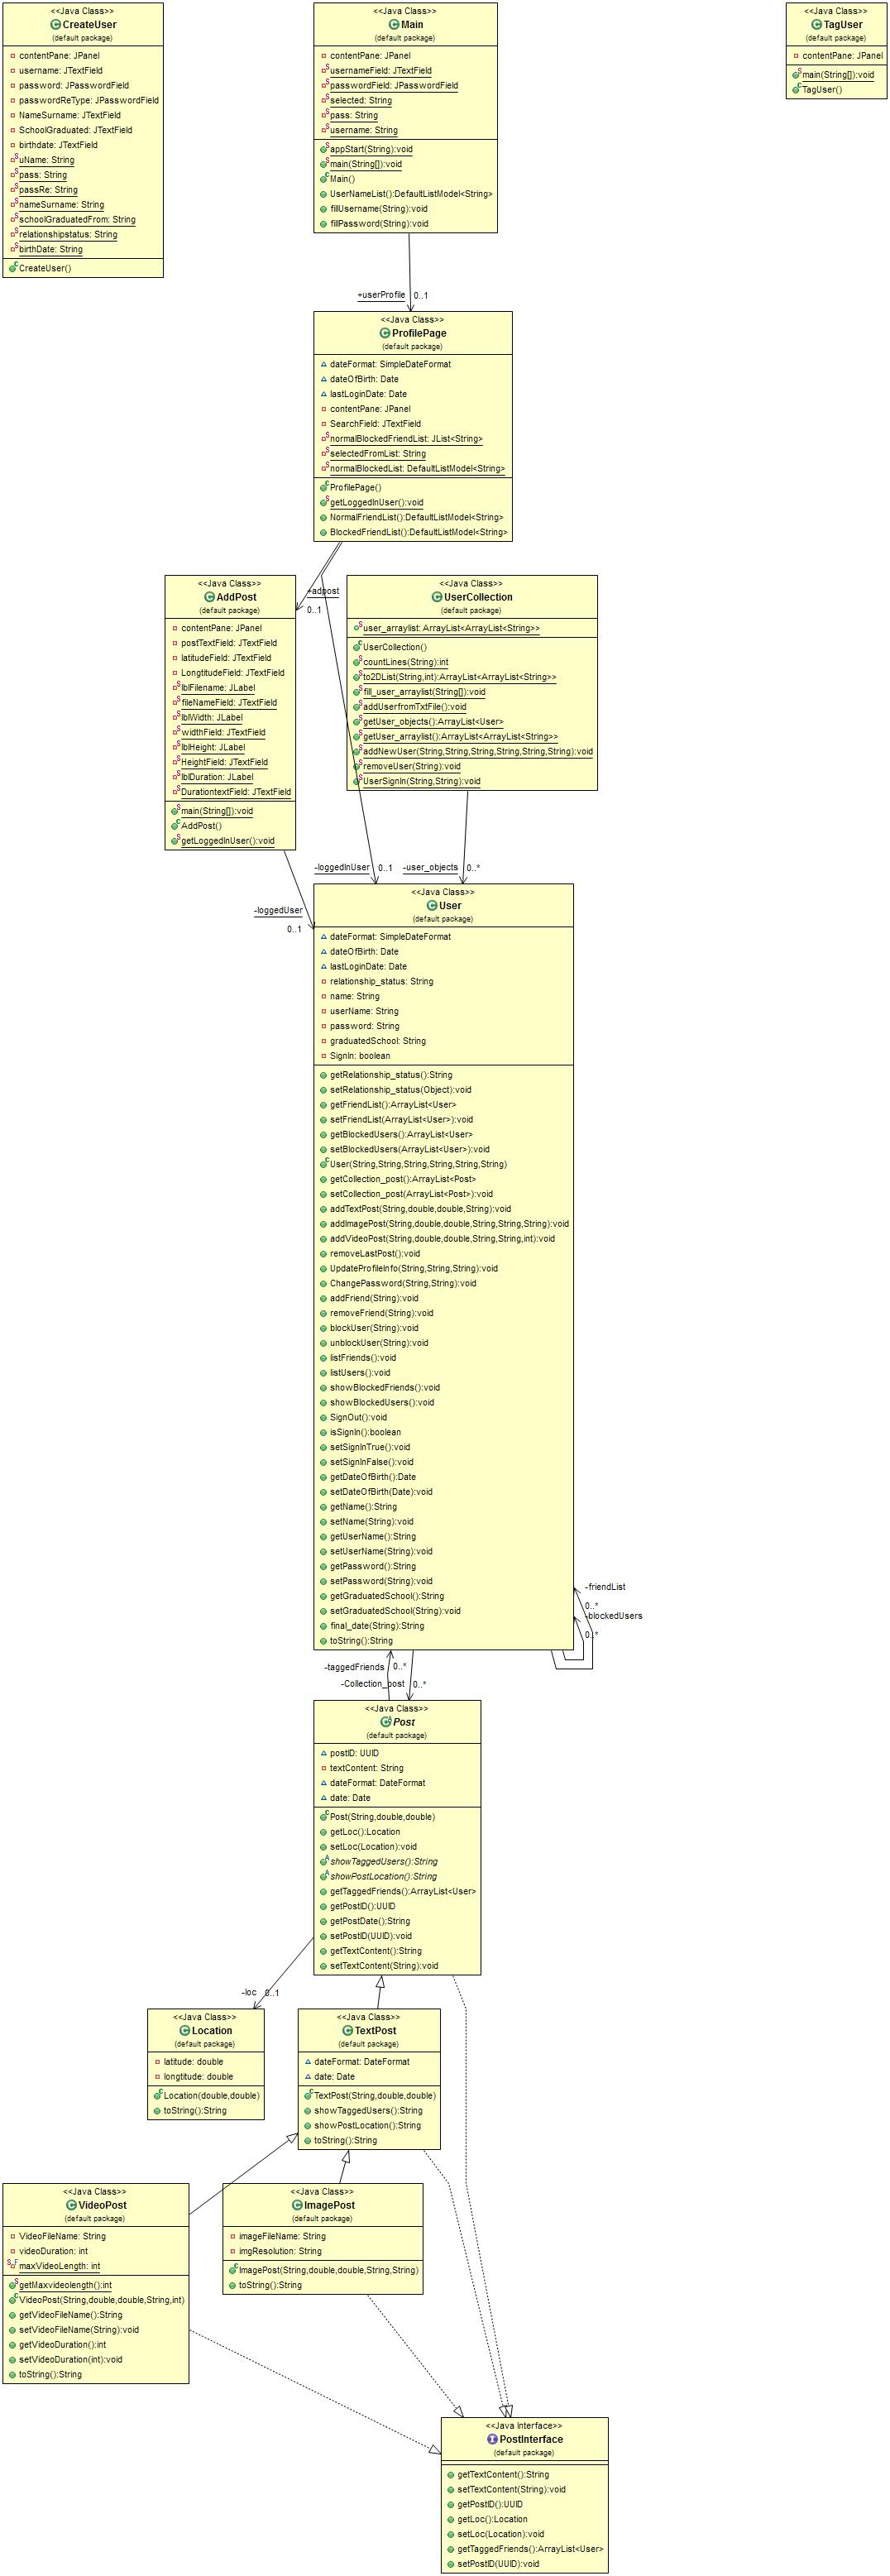 <<Java Class>>
CreateUser
(default package)
contentPane: JPanel
username: JTextField
password: JPasswordField
passwordReType: JPasswordField
NameSurname: JTextField
SchoolGraduated: JTextField
birthdate: JTextField
uName: String
pass: String
passRe: String
nameSurname: String
schoolGraduatedFrom: String
relationshipstatus: String
birthDate: String
CreateUser()
<<Java Class>>
Main
(default package)
contentPane: JPanel
usernameField: JTextField
passwordField: JPasswordField
selected: String
pass: String
username: String
appStart(String):void
main(String[]):void
Main()
UserNameList():DefaultListModel<String>
fillUsername(String):void
fillPassword(String):void
<<Java Class>>
TagUser
(default package)
contentPane: JPanel
main(String[]):void
TagUser()
+userProfile 0..1
<<Java Class>>
ProfilePage
(default package)
dateFormat: SimpleDateFormat
dateOfBirth: Date
lastLoginDate: Date
contentPane: JPanel
SearchField: JTextField
normalBlockedFriendList: JList<String>
selectedFromList: String
normalBlockedList: DefaultListModel<String>
ProfilePage()
getLoggedInUser():void
NormalFriendList():DefaultListModel<String>
BlockedFriendList():DefaultListModel<String>
+adpost
0..1
<<Java Class>>
AddPost
(default package)
contentPane: JPanel
postTextField: JTextField
latitudeField: JTextField
LongtitudeField: JTextField
lblFilename: JLabel
fileNameField: JTextField
lblWidth: JLabel
widthField: JTextField
lblHeight: JLabel
HeightField: JTextField
lblDuration: JLabel
DurationtextField: JTextField
main(String[]):void
AddPost()
getLoggedInUser():void
<<Java Class>>
UserCollection
(default package)
user_arraylist: ArrayList<ArrayList<String>>
UserCollection()
countLines(String):int
to2DList(String,int):ArrayList<ArrayList<String>>
fill_user_arraylist(String[]):void
addUserfromTxtFile():void
getUser_objects():ArrayList<User>
getUser_arraylist():ArrayList<ArrayList<String>>
addNewUser(String,String,String,String,String,String):void
removeUser(String):void
UserSignIn(String,String):void
-loggedInUser 0..1
-user_objects 0..*
-loggedUser
0..1
<<Java Class>>
User
(default package)
dateFormat: SimpleDateFormat
dateOfBirth: Date
lastLoginDate: Date
relationship_status: String
name: String
userName: String
password: String
graduatedSchool: String
SignIn: boolean
getRelationship_status():String
setRelationship_status(Object):void
getFriendList():ArrayList<User>
setFriendList(ArrayList<User>):void
getBlockedUsers():ArrayList<User>
setBlockedUsers(ArrayList<User>):void
User(String,String,String,String,String,String)
getCollection_post():ArrayList<Post>
setCollection_post(ArrayList<Post>):void
addTextPost(String,double,double,String):void
addImagePost(String,double,double,String,String,String):void
addVideoPost(String,double,double,String,String,int):void
removeLastPost():void
UpdateProfileInfo(String,String,String):void
ChangePassword(String,String):void
addFriend(String):void
removeFriend(String):void
blockUser(String):void
unblockUser(String):void
listFriends():void
listUsers():void
showBlockedFriends():void
showBlockedUsers():void
SignOut():void
isSignIn():boolean
setSignInTrue():void
setSignInFalse():void
getDateOfBirth():Date
setDateOfBirth(Date):void
getName():String
setName(String):void
getUserName():String
setUserName(String):void
getPassword():String
setPassword(String):void
getGraduatedSchool():String
setGraduatedSchool(String):void
final_date(String):String
toString():String
-friendList
0..*
-blockedUsers
0..*
-taggedFriends 0..*
-Collection_post 0..*
<<Java Class>>
Post
(default package)
postID: UUID
textContent: String
dateFormat: DateFormat
date: Date
Post(String,double,double)
getLoc():Location
setLoc(Location):void
showTaggedUsers():String
showPostLocation():String
getTaggedFriends():ArrayList<User>
getPostID():UUID
getPostDate():String
setPostID(UUID):void
getTextContent():String
setTextContent(String):void
-loc 0..1
<<Java Class>>
Location
(default package)
latitude: double
longtitude: double
Location(double,double)
toString():String
<<Java Class>>
TextPost
(default package)
dateFormat: DateFormat
date: Date
TextPost(String,double,double)
showTaggedUsers():String
showPostLocation():String
toString():String
<<Java Class>>
VideoPost
(default package)
VideoFileName: String
videoDuration: int
maxVideoLength: int
getMaxvideolength():int
VideoPost(String,double,double,String,int)
getVideoFileName():String
setVideoFileName(String):void
getVideoDuration():int
setVideoDuration(int):void
toString():String
<<Java Class>>
ImagePost
(default package)
imageFileName: String
imgResolution: String
ImagePost(String,double,double,String,String)
toString():String
<<Java Interface>>
PostInterface
(default package)
getTextContent():String
setTextContent(String):void
getPostID():UUID
getLoc():Location
setLoc(Location):void
getTaggedFriends():ArrayList<User>
setPostID(UUID):void